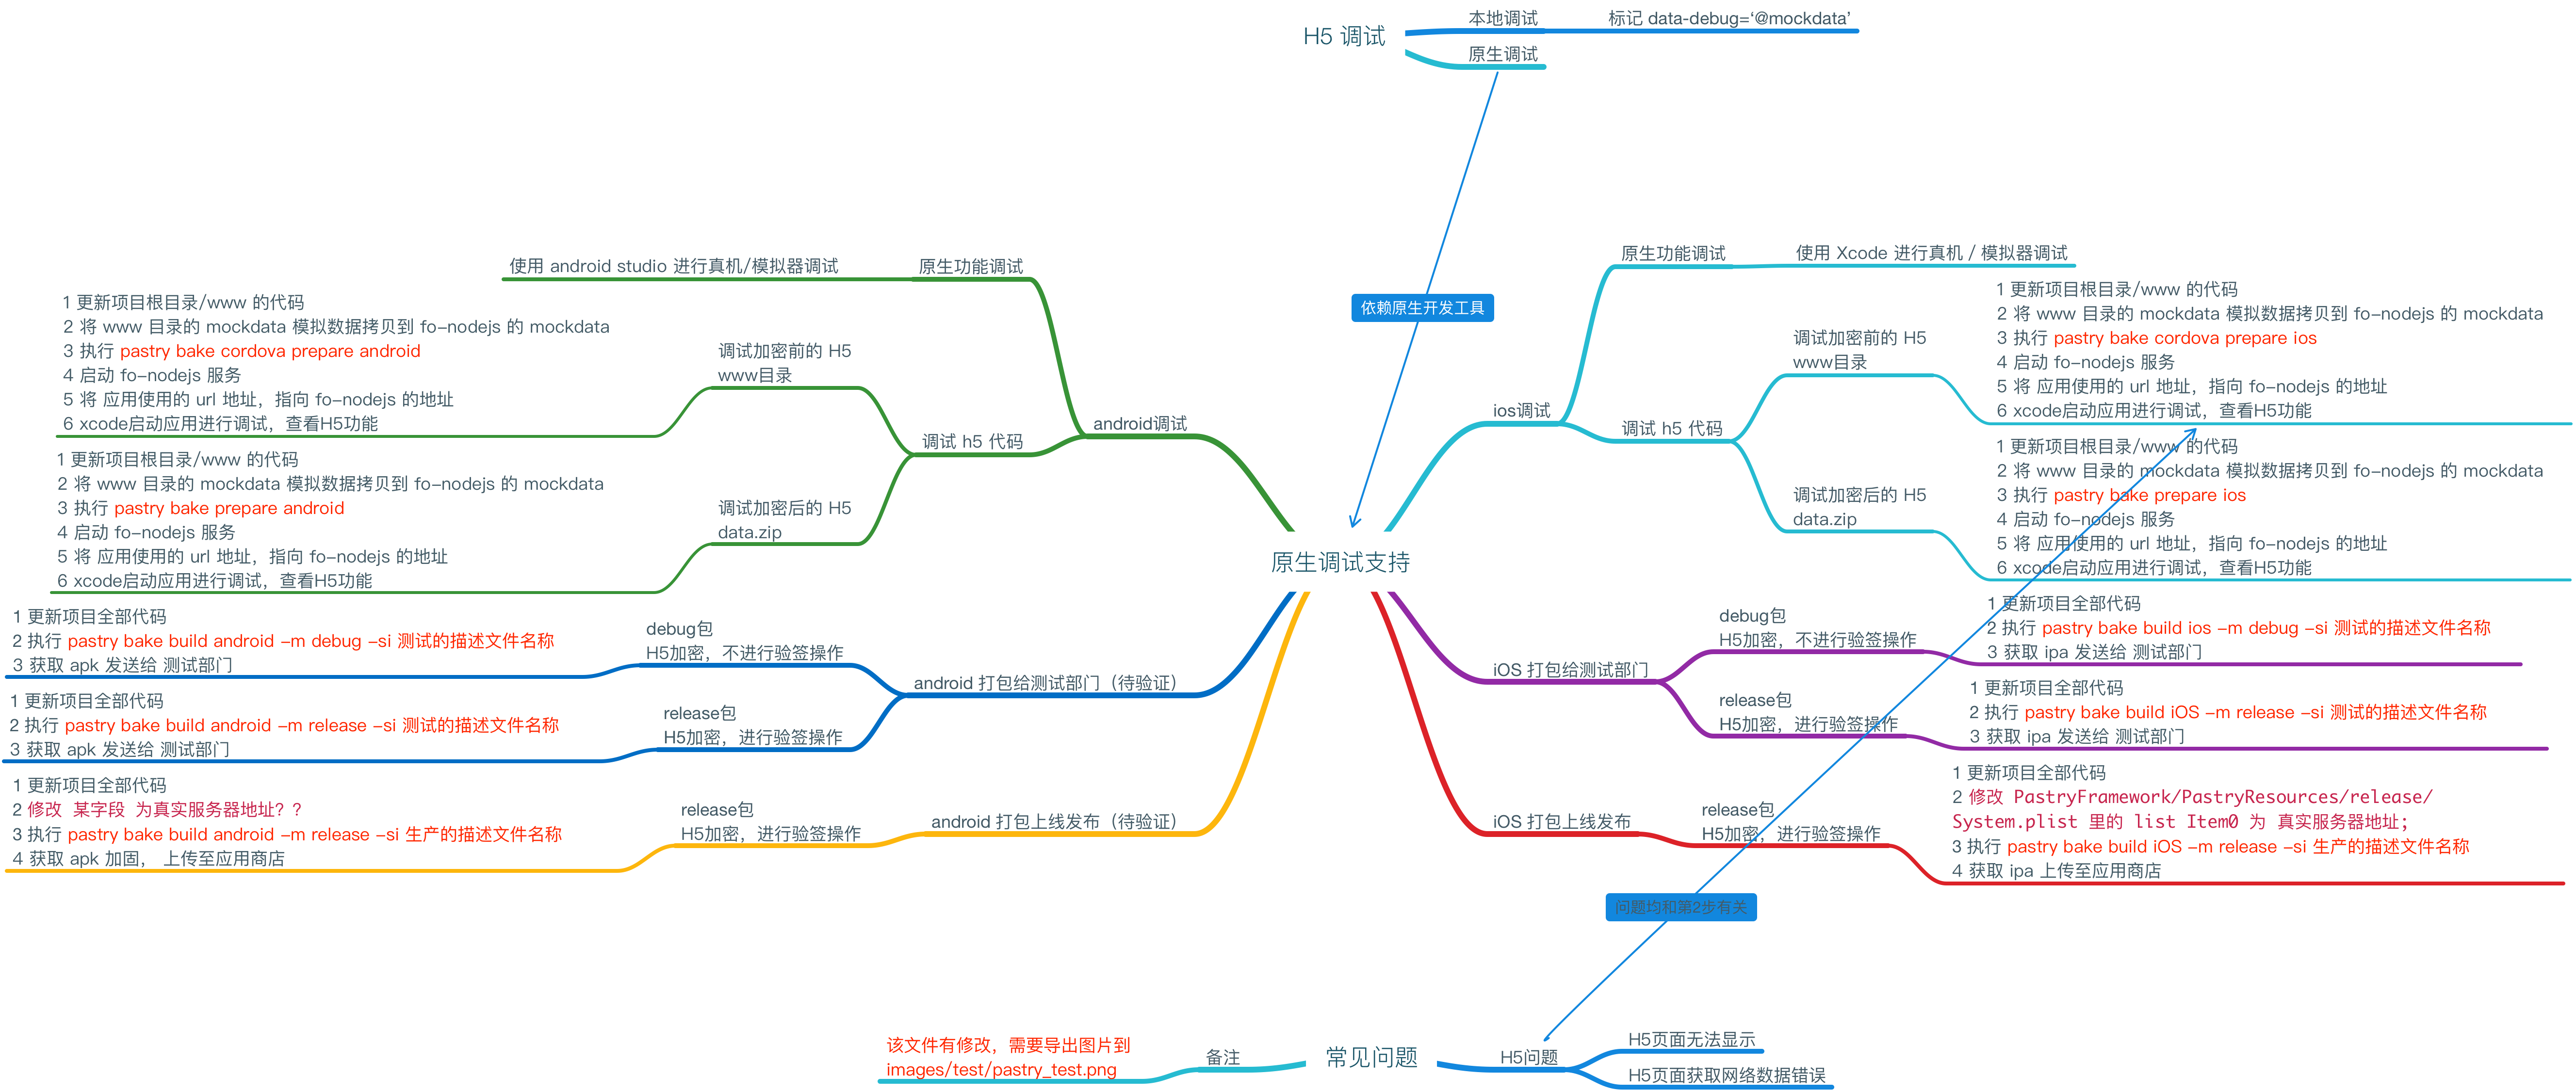 H5 调试
本地调试
标记 data-debug=‘@mockdata’
原生调试
依赖原生开发工具
原生调试支持
android调试
原生功能调试
使用 android studio 进行真机/模拟器调试
调试 h5 代码
调试加密前的 H5
www目录
1 更新项目根目录/www 的代码
2 将 www 目录的 mockdata 模拟数据拷贝到 fo-nodejs 的 mockdata
3 执行 pastry bake cordova prepare android
4 启动 fo-nodejs 服务
5 将 应用使用的 url 地址，指向 fo-nodejs 的地址
6 xcode启动应用进行调试，查看H5功能
调试加密后的 H5
data.zip
1 更新项目根目录/www 的代码
2 将 www 目录的 mockdata 模拟数据拷贝到 fo-nodejs 的 mockdata
3 执行 pastry bake prepare android
4 启动 fo-nodejs 服务
5 将 应用使用的 url 地址，指向 fo-nodejs 的地址
6 xcode启动应用进行调试，查看H5功能
android 打包给测试部门（待验证）
debug包
H5加密，不进行验签操作
1 更新项目全部代码
2 执行 pastry bake build android -m debug -si 测试的描述文件名称
3 获取 apk 发送给 测试部门
release包
H5加密，进行验签操作
1 更新项目全部代码
2 执行 pastry bake build android -m release -si 测试的描述文件名称
3 获取 apk 发送给 测试部门
android 打包上线发布（待验证）
release包
H5加密，进行验签操作
1 更新项目全部代码
2 修改 某字段 为真实服务器地址？？
3 执行 pastry bake build android -m release -si 生产的描述文件名称
4 获取 apk 加固， 上传至应用商店
ios调试
原生功能调试
使用 Xcode 进行真机 / 模拟器调试
调试 h5 代码
调试加密前的 H5
www目录
1 更新项目根目录/www 的代码
2 将 www 目录的 mockdata 模拟数据拷贝到 fo-nodejs 的 mockdata
3 执行 pastry bake cordova prepare ios
4 启动 fo-nodejs 服务
5 将 应用使用的 url 地址，指向 fo-nodejs 的地址
6 xcode启动应用进行调试，查看H5功能
调试加密后的 H5
data.zip
1 更新项目根目录/www 的代码
2 将 www 目录的 mockdata 模拟数据拷贝到 fo-nodejs 的 mockdata
3 执行 pastry bake prepare ios
4 启动 fo-nodejs 服务
5 将 应用使用的 url 地址，指向 fo-nodejs 的地址
6 xcode启动应用进行调试，查看H5功能
iOS 打包给测试部门
debug包
H5加密，不进行验签操作
1 更新项目全部代码
2 执行 pastry bake build ios -m debug -si 测试的描述文件名称
3 获取 ipa 发送给 测试部门
release包
H5加密，进行验签操作
1 更新项目全部代码
2 执行 pastry bake build iOS -m release -si 测试的描述文件名称
3 获取 ipa 发送给 测试部门
iOS 打包上线发布
release包
H5加密，进行验签操作
1 更新项目全部代码
2 修改 PastryFramework/PastryResources/release/
System.plist 里的 list Item0 为 真实服务器地址;
3 执行 pastry bake build iOS -m release -si 生产的描述文件名称
4 获取 ipa 上传至应用商店
问题均和第2步有关
常见问题
备注
该文件有修改，需要导出图片到
images/test/pastry_test.png
H5问题
H5页面无法显示
H5页面获取网络数据错误